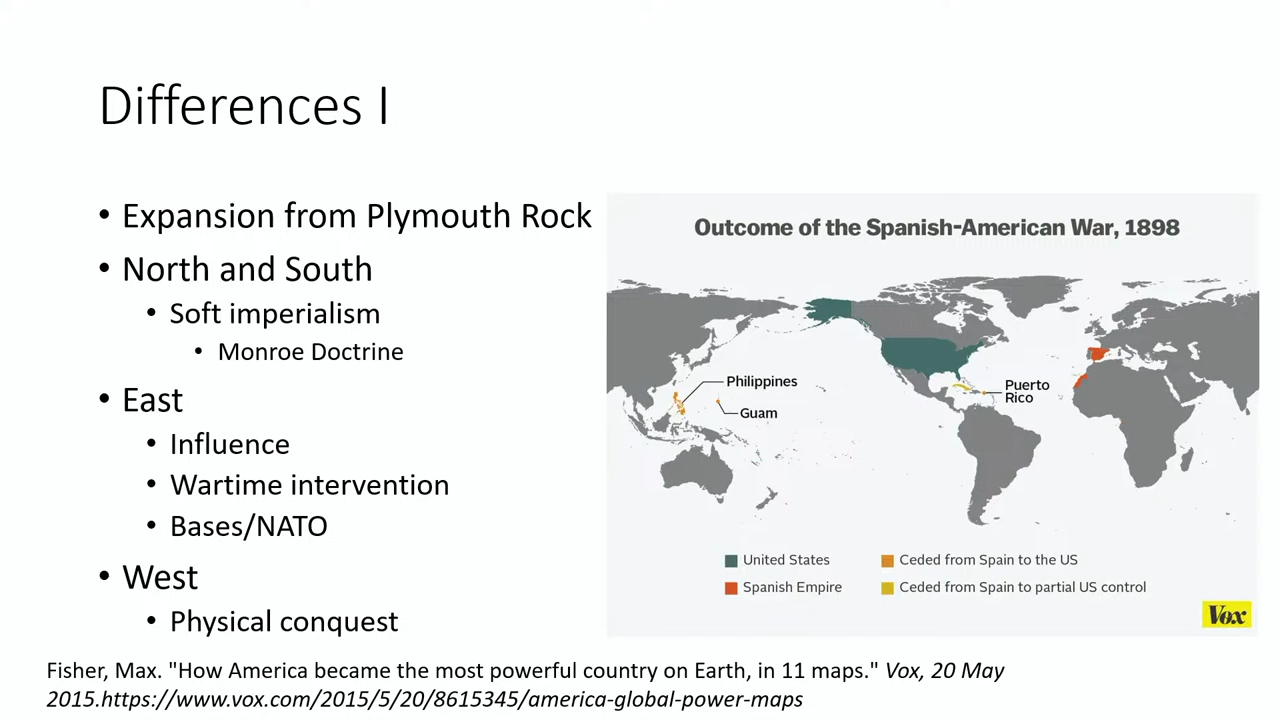 Differences I
• Expansion from Plymouth Rock
• North and South
• Soft imperialism
• Monroe Doctrine
• East
• Influence
• Wartime intervention
• Bases/NATO
• West
• Physical conquest
Outcome of the Spanish-American War, 1898
Philippines
Guam
Puerto
Rico
United States
Ceded from Spain to the US
Spanish Empire
Ceded from Spain to partial US control
Vox
Fisher, Max. "How America became the most powerful country on Earth, in 11 maps." Vox, 20 May
2015.https://www.vox.com/2015/5/20/8615345/america-global-power-maps